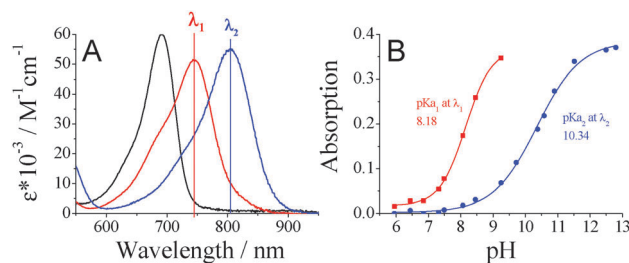 A
λ₁
λ₂
60
50
40
30
20
10
0
ε*10⁻³ / M⁻¹cm⁻¹
600
700
800
900
Wavelength / nm
B
0.4
0.3
0.2
0.1
0.0
Absorption
pKa₁ at λ₁
8.18
pKa₂ at λ₂
10.34
6
7
8
9
10
11
12
13
pH